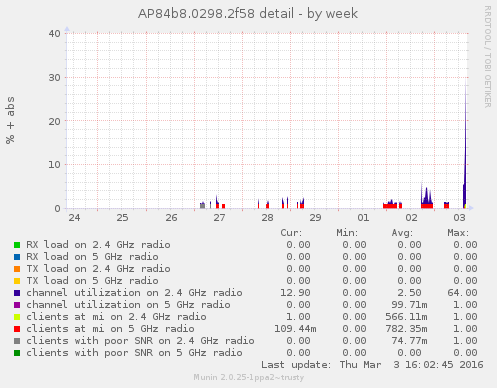 AP84b8.0298.2f58 detail - by week
RRDTOOL / TOBI OETIKER
% + abs
40
30
20
10
0
24 25 26 27 28 29 01 02 03
Cur: Min: Avg: Max:
RX load on 2.4 GHz radio 0.00 0.00 0.00 0.00
RX load on 5 GHz radio 0.00 0.00 0.00 0.00
TX load on 2.4 GHz radio 0.00 0.00 0.00 0.00
TX load on 5 GHz radio 0.00 0.00 0.00 0.00
channel utilization on 2.4 GHz radio 12.90 0.00 2.50 64.00
channel utilization on 5 GHz radio 0.00 0.00 99.71m 1.00
clients at mi on 2.4 GHz radio 1.00 0.00 566.11m 1.00
clients at mi on 5 GHz radio 109.44m 0.00 782.35m 1.00
clients with poor SNR on 2.4 GHz radio 0.00 0.00 74.77m 1.00
clients with poor SNR on 5 GHz radio 0.00 0.00 0.00 0.00
Last update: Thu Mar 3 16:02:45 2016
Munin 2.0.25-1ppa2~trusty